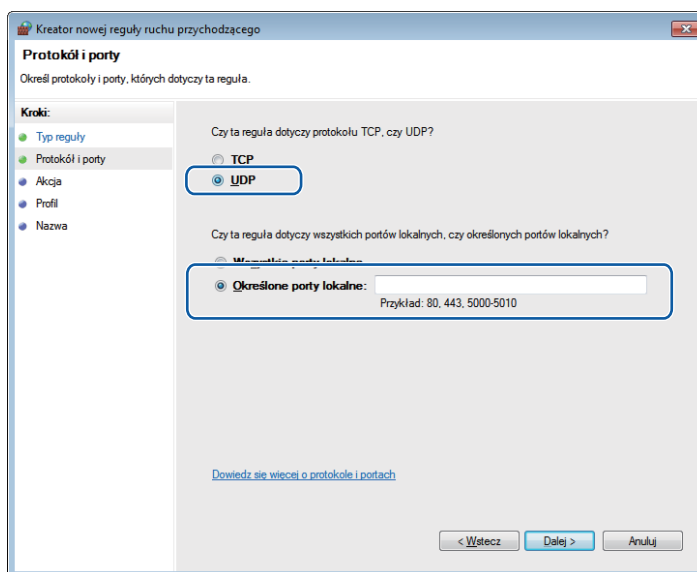 Kreator nowej reguły ruchu przychodzącego
Protokół i porty
Określ protokoły i porty, których dotyczy ta reguła.
Kroki:
Typ reguły
Protokół i porty
Akcja
Profil
Nazwa
Czy ta reguła dotyczy protokołu TCP, czy UDP?
TCP
UDP
Czy ta reguła dotyczy wszystkich portów lokalnych, czy określonych portów lokalnych?
Wszystkie porty lokalne
Określone porty lokalne:
Przykład: 80, 443, 5000-5010
Dowiedz się więcej o protokole i portach
< Wstecz
Dalej >
Anuluj